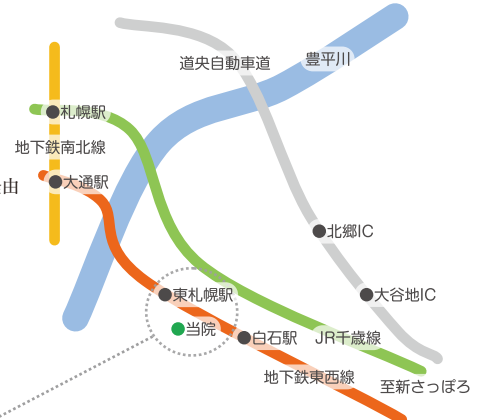 道央自動車道
豊平川
札幌駅
地下鉄南北線
大通駅
由
北郷IC
東札幌駅
大谷地IC
当院
白石駅
JR千歳線
地下鉄東西線
至新さっぽろ